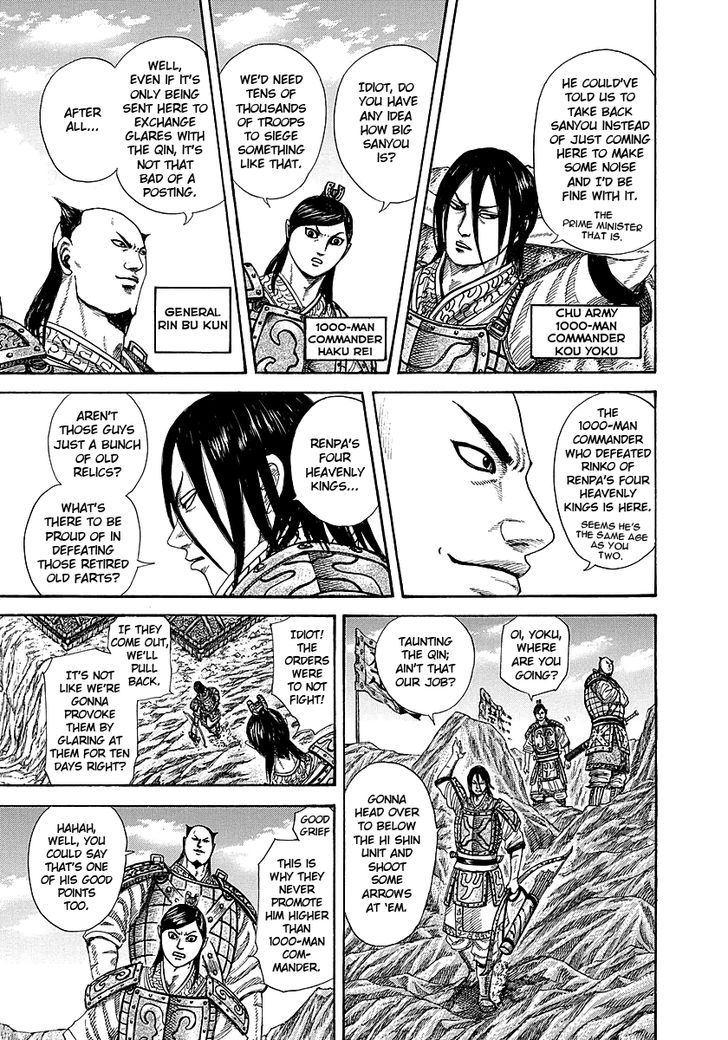 HE COULD'VE
TOLD US TO
TAKE BACK
SANYOU INSTEAD
OF JUST COMING
HERE TO MAKE
SOME NOISE
AND I'D BE
FINE WITH IT.
THE
PRIME MINISTER
THAT IS.
CHU ARMY
1000-MAN
COMMANDER
KOU YOKU
IDIOT, DO
YOU HAVE
ANY IDEA
HOW BIG
SANYOU
IS?
WE'D NEED
TENS OF
THOUSANDS
OF TROOPS
TO SIEGE
SOMETHING
LIKE THAT.
1000-MAN
COMMANDER
HAKU REI
WELL,
EVEN IF IT'S
ONLY BEING
SENT HERE TO
EXCHANGE
GLARES WITH
THE QIN, IT'S
NOT THAT
BAD OF A
POSTING.
AFTER
ALL...
GENERAL
RIN BU KUN
THE
1000-MAN
COMMANDER
WHO DEFEATED
RINKO OF
RENPA'S FOUR
HEAVENLY
KINGS IS HERE.
SEEMS HE'S
THE SAME AGE
AS YOU
TWO.
RENPA'S
FOUR
HEAVENLY
KINGS...
AREN'T
THOSE GUYS
JUST A BUNCH
OF OLD
RELICS?
WHAT'S
THERE TO BE
PROUD OF IN
DEFEATING
THOSE RETIRED
OLD FARTS?
OI, YOKU,
WHERE
ARE YOU
GOING?
TAUNTING
THE QIN;
AIN'T THAT
OUR JOB?
GONNA
HEAD OVER
TO BELOW
THE HI SHIN
UNIT AND
SHOOT
SOME
ARROWS
AT 'EM.
IDIOT!
THE
ORDERS
WERE
TO NOT
FIGHT!
IF THEY
COME OUT,
WE'LL
PULL
BACK.
IT'S NOT
LIKE WE'RE
GONNA
PROVOKE
THEM BY
GLARING AT
THEM FOR TEN
DAYS RIGHT?
GOOD
GRIEF
THIS IS
WHY THEY
NEVER
PROMOTE
HIM HIGHER
THAN
1000-MAN
COM-
MANDER.
HAHAH,
WELL, YOU
COULD SAY
THAT'S ONE
OF HIS GOOD
POINTS
TOO.